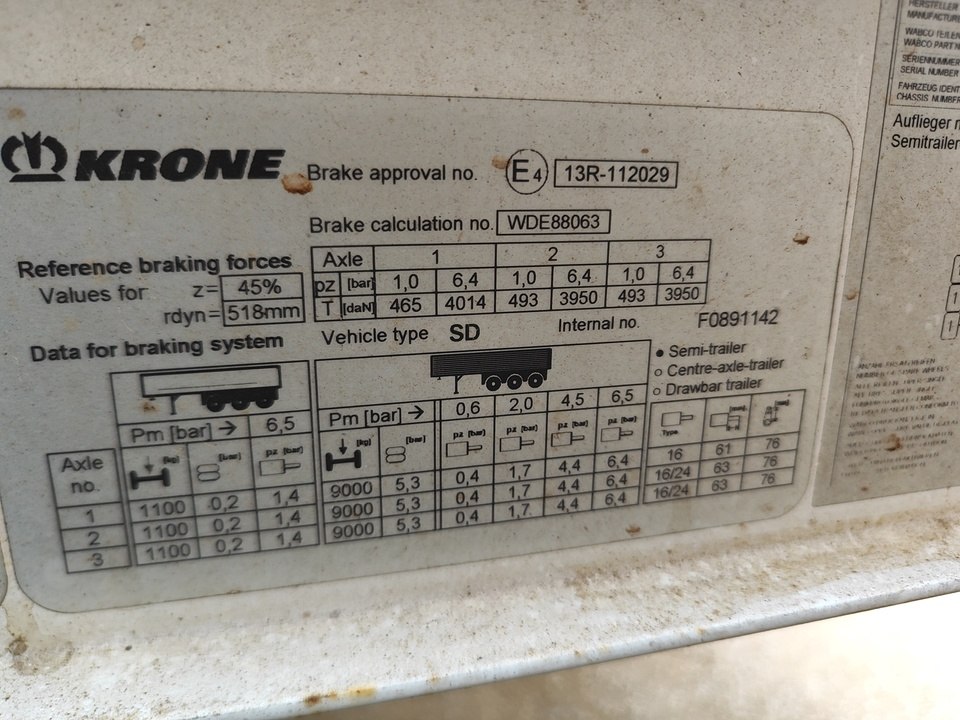 KRONE Brake approval no. E4 13R-112029
Brake calculation no. WDE88063
Reference braking forces
Values for z= 45%
rdyn= 518mm
Axle 1 2 3
pz [bar] 1,0 6,4 1,0 6,4 1,0 6,4
T [daN] 465 4014 493 3950 493 3950
Data for braking system
Vehicle type SD Internal no. F0891142
Semi-trailer
Centre-axle-trailer
Drawbar trailer
Pm [bar] → 6,5
Pm [bar] → 0,6 2,0 4,5 6,5
Axle no. [kg] [bar] pz [bar]
[kg] [bar] pz [bar] pz [bar] pz [bar] pz [bar] Type [mm] [mm]
1 1100 0,2 1,4 9000 5,3 0,4 1,7 4,4 6,4 16 61 76
2 1100 0,2 1,4 9000 5,3 0,4 1,7 4,4 6,4 16/24 63 76
3 1100 0,2 1,4 9000 5,3 0,4 1,7 4,4 6,4 16/24 63 76
HERSTELLER
MANUFACTURE
WABCO TEILEN
WABCO PART N
SERIENNUMMER
SERIAL NUMBER
FAHRZEUG IDENT
CHASSIS NUMBER
Auflieger
Semitrailer